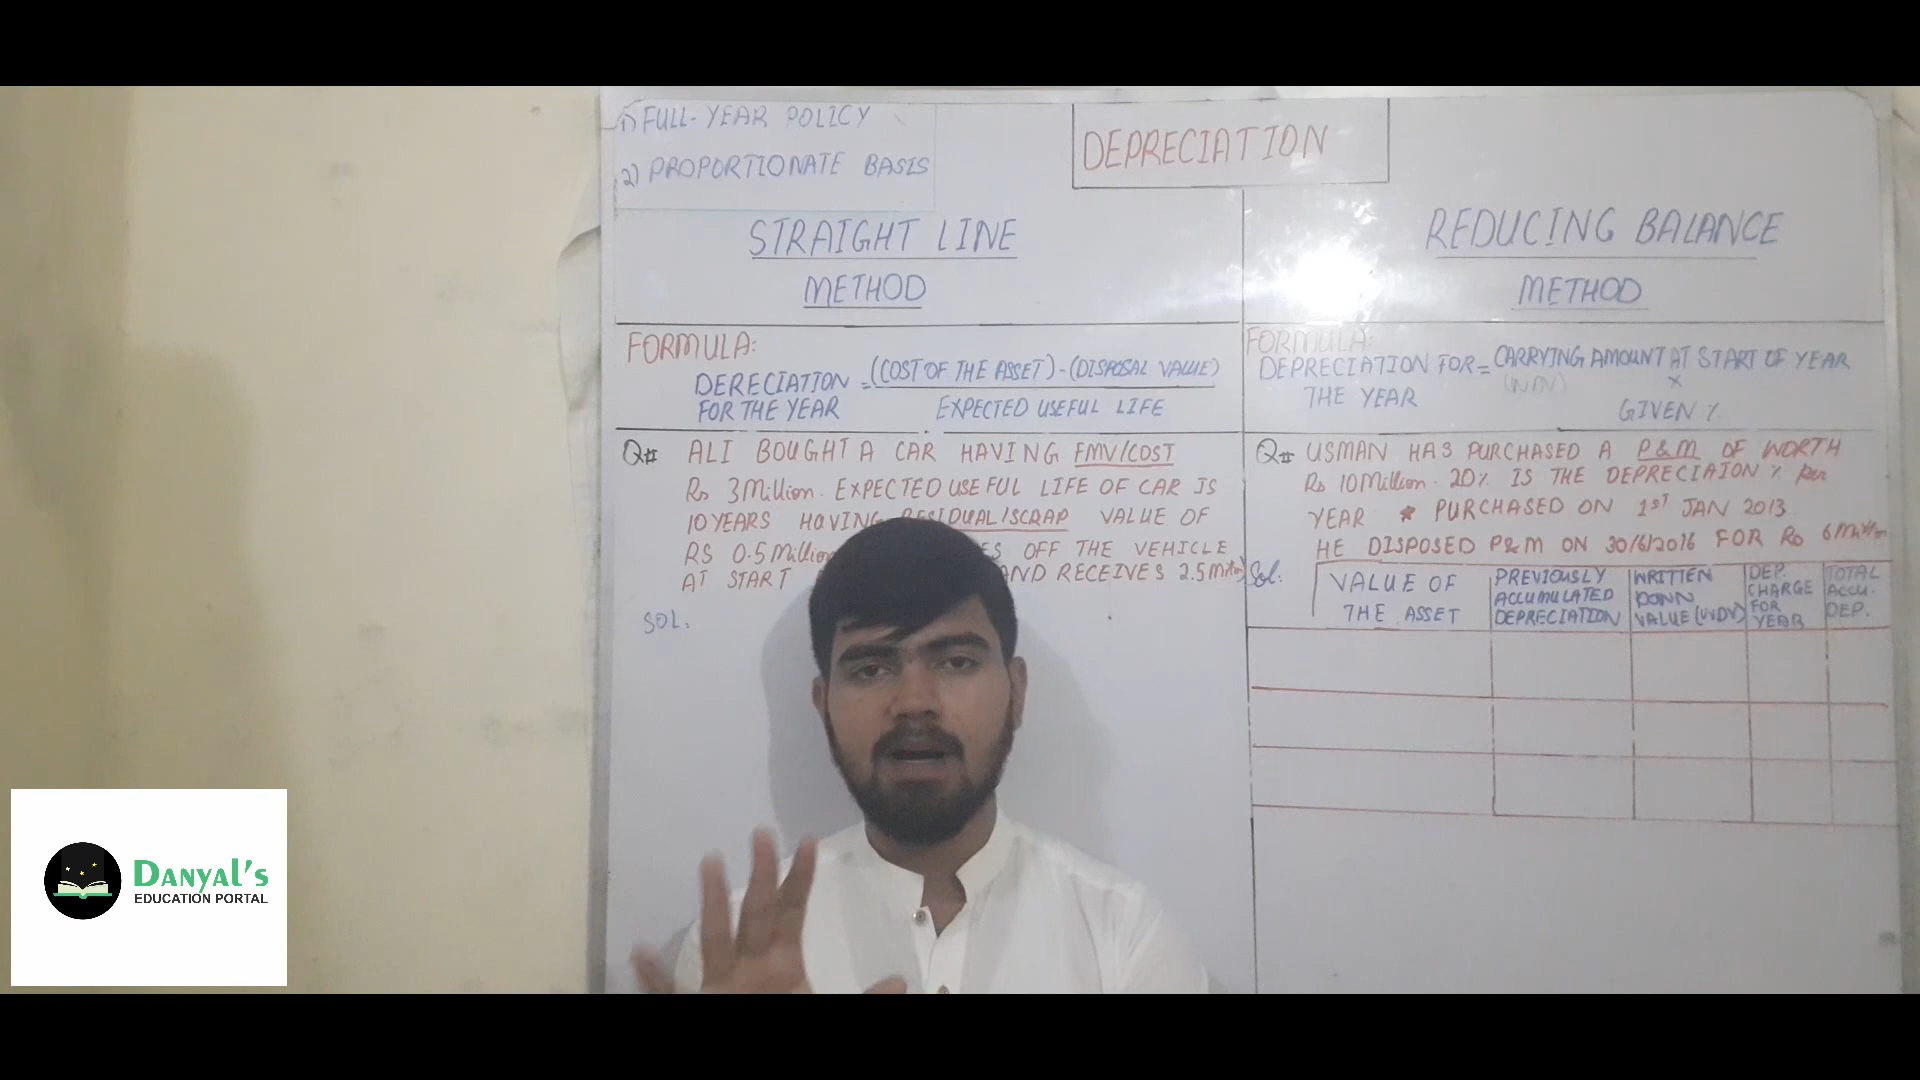 1) FULL-YEAR POLICY
2) PROPORTIONATE BASIS
DEPRECIATION
STRAIGHT LINE
METHOD
FORMULA:
DERECIATION = (COST OF THE ASSET) - (DISPOSAL VALUE)
FOR THE YEAR EXPECTED USEFUL LIFE
Q# ALI BOUGHT A CAR HAVING FMV/COST
Rs 3 Million. EXPECTED USEFUL LIFE OF CAR IS
10 YEARS HAVING RESIDUAL/SCRAP VALUE OF
RS 0.5 Million OFF THE VEHICLE
AT START AND RECEIVES 2.5
SOL:
REDUCING BALANCE
METHOD
FORMULA:
DEPRECIATION FOR = CARRYING AMOUNT AT START OF YEAR
THE YEAR ×
GIVEN %
Q# USMAN HAS PURCHASED A P&M OF WORTH
Rs 10 Million. 20% IS THE DEPRECIAION % per
YEAR * PURCHASED ON 1ST JAN 2013
HE DISPOSED P&M ON 30/6/2016 FOR Rs 6 Million
Sol:
VALUE OF
THE ASSET
PREVIOUSLY
ACCUMULATED
DEPRECIATION
WRITTEN
DOWN
VALUE (WDV)
DEP.
CHARGE
FOR
YEAR
TOTAL
ACCU.
DEP.
DANYAL'S
EDUCATION PORTAL